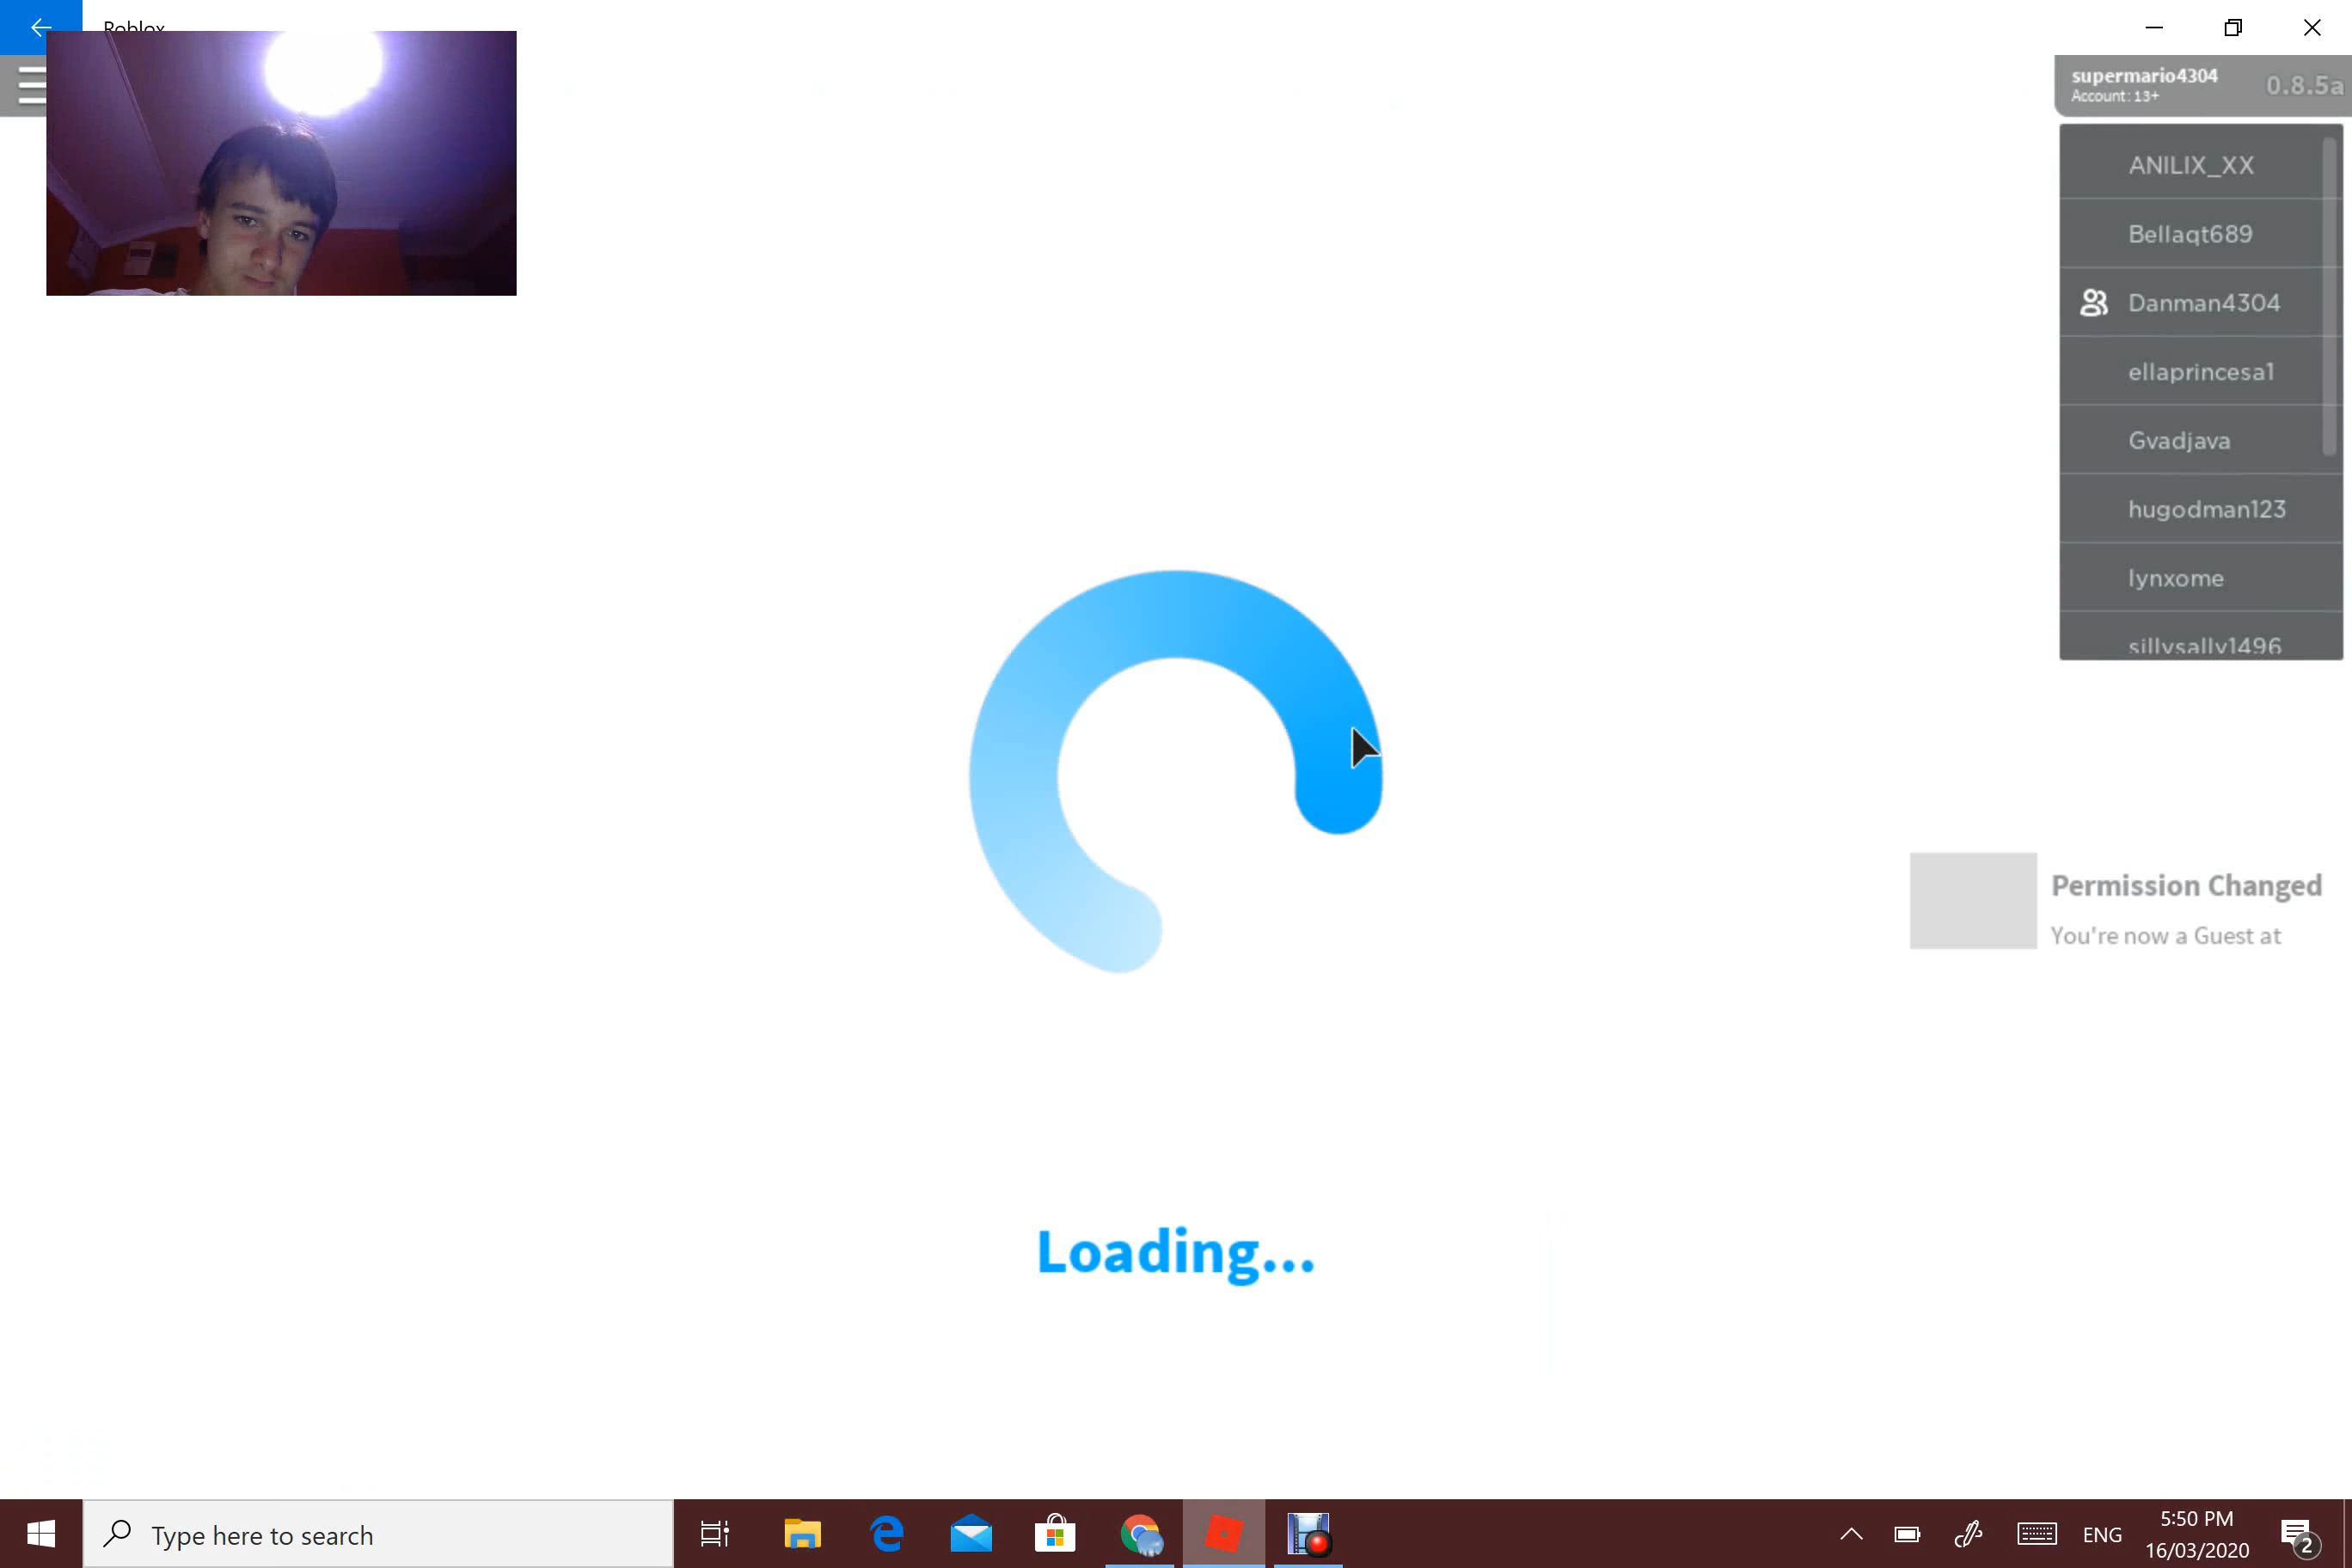 Roblox
supermario4304
Account: 13+
0.8.5a
ANILIX_XX
Bellaqt689
Danman4304
ellaprincesa1
Gvadjava
hugodman123
lynxome
sillysally1496
Permission Changed
You're now a Guest at
Loading...
Type here to search
ENG
5:50 PM
16/03/2020
2